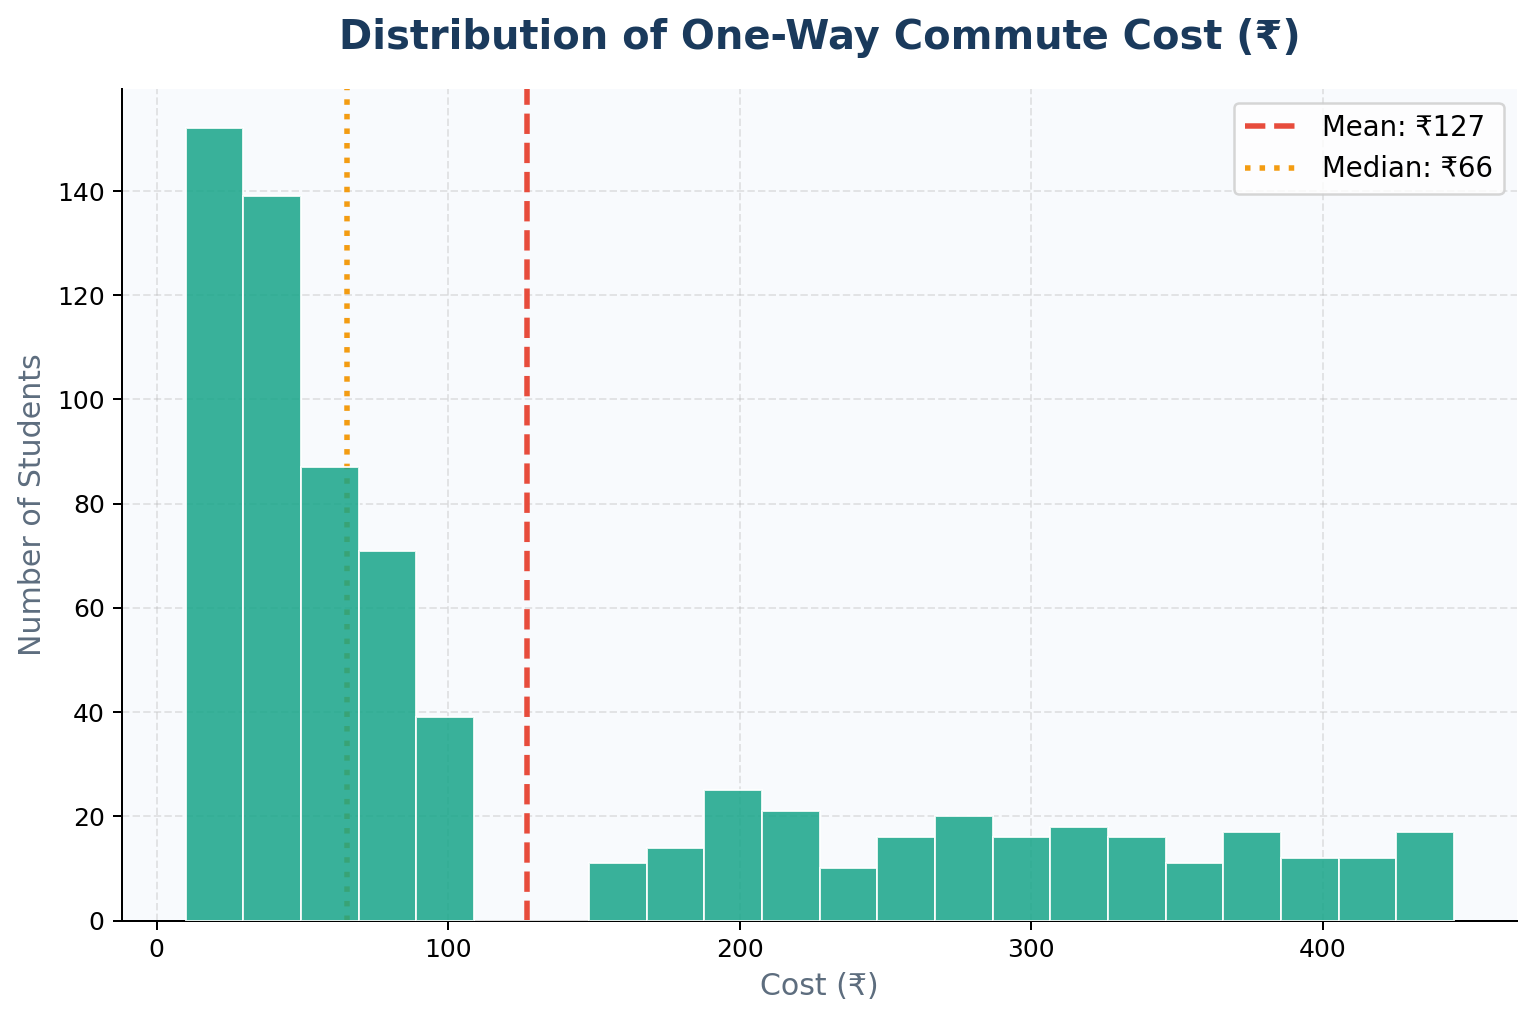 Distribution of One-Way Commute Cost (₹)
Mean: ₹127
Median: ₹66
Number of Students
140
120
100
80
60
40
20
0
0 100 200 300 400
Cost (₹)